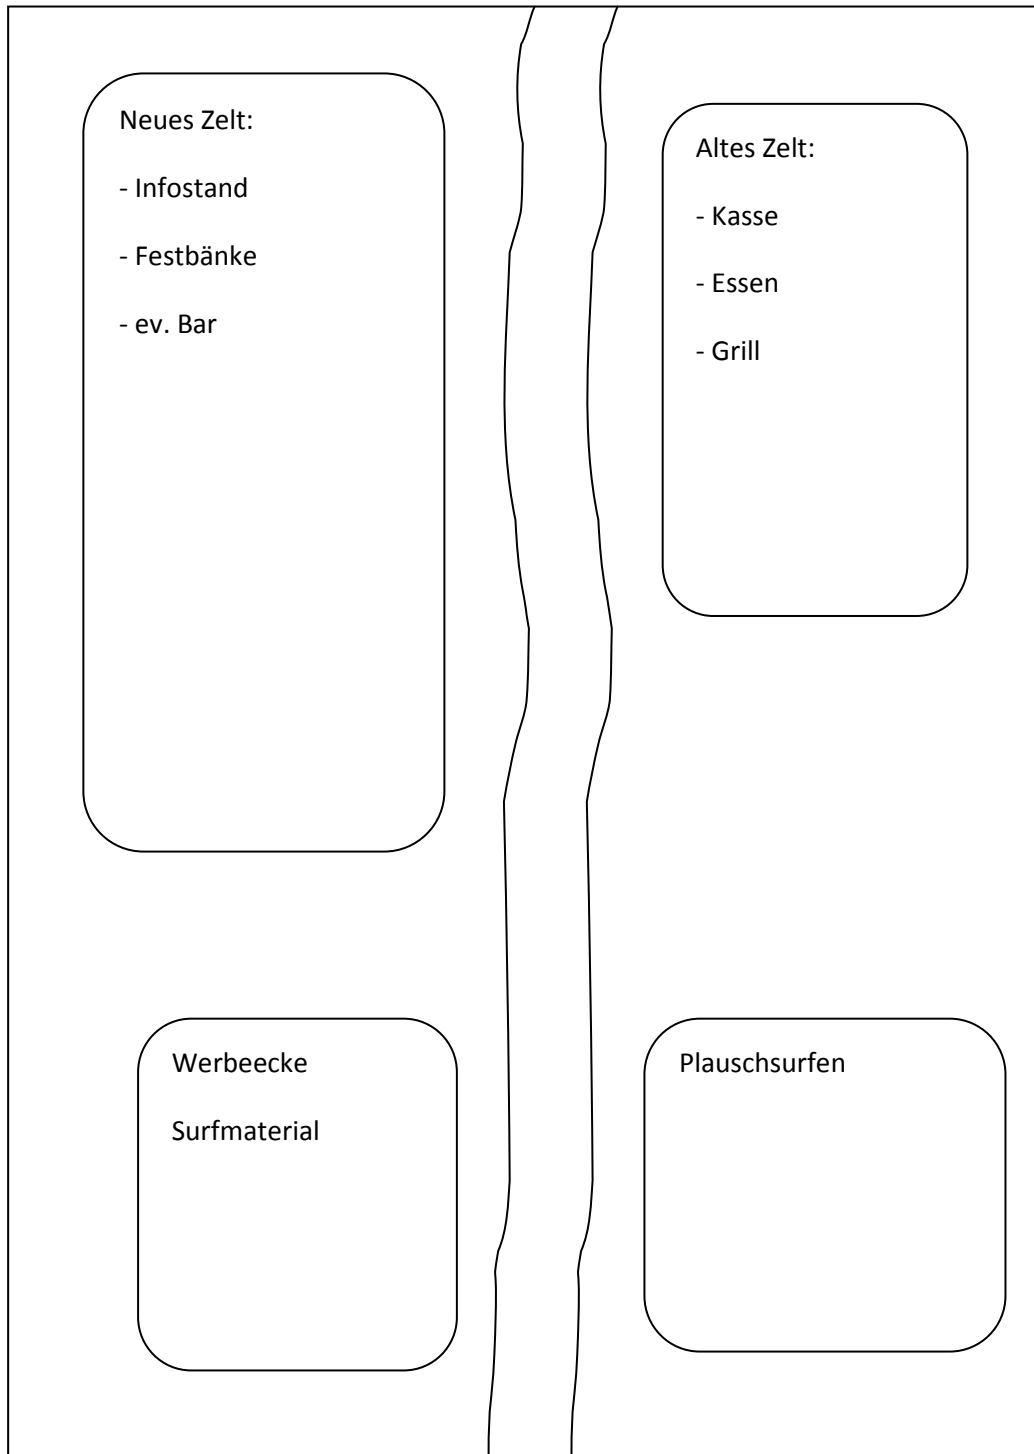 Neues Zelt:
- Infostand
- Festbänke
- ev. Bar
Altes Zelt:
- Kasse
- Essen
- Grill
Werbeecke
Surfmaterial
Plauschsurfen